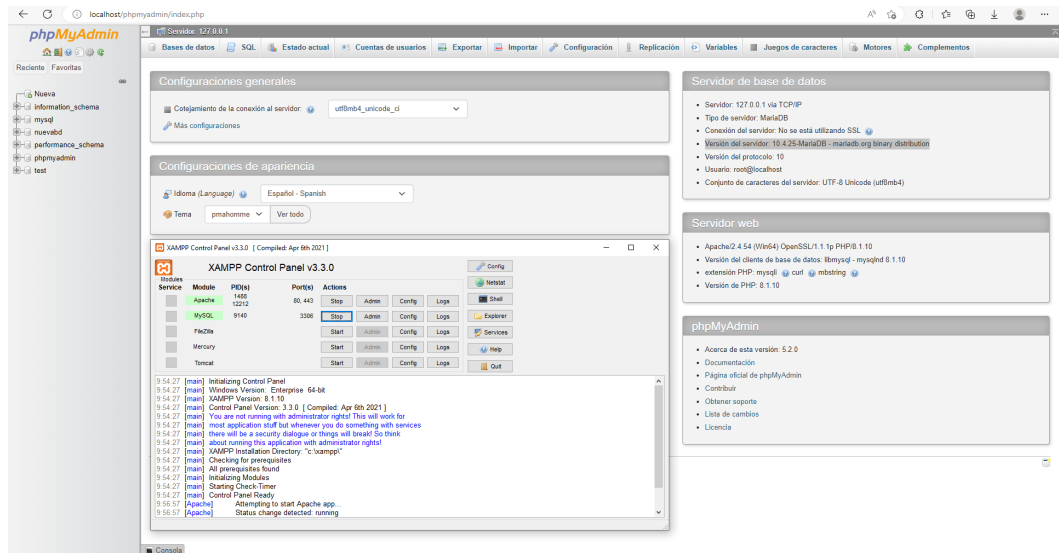 localhost/phpmyadmin/index.php
phpMyAdmin
Reciente Favoritas
Nueva
information_schema
mysql
nuevabd
performance_schema
phpmyadmin
test
Servidor: 127.0.0.1
Bases de datos SQL Estado actual Cuentas de usuarios Exportar Importar Configuración Replicación Variables Juegos de caracteres Motores Complementos
Configuraciones generales
Cotejamiento de la conexión al servidor: utf8mb4_unicode_ci
Más configuraciones
Configuraciones de apariencia
Idioma (Language) Español - Spanish
Tema pmahomme Ver todo
Servidor de base de datos
Servidor: 127.0.0.1 via TCP/IP
Tipo de servidor: MariaDB
Conexión del servidor: No se está utilizando SSL
Versión del servidor: 10.4.25-MariaDB - mariadb.org binary distribution
Versión del protocolo: 10
Usuario: root@localhost
Conjunto de caracteres del servidor: UTF-8 Unicode (utf8mb4)
Servidor web
Apache/2.4.54 (Win64) OpenSSL/1.1.1p PHP/8.1.10
Versión del cliente de base de datos: libmysql - mysqlnd 8.1.10
extensión PHP: mysqli curl mbstring
Versión de PHP: 8.1.10
phpMyAdmin
Acerca de esta versión: 5.2.0
Documentación
Página oficial de phpMyAdmin
Contribuir
Obtener soporte
Lista de cambios
Licencia
XAMPP Control Panel v3.3.0 [ Compiled: Apr 6th 2021 ]
XAMPP Control Panel v3.3.0
Config
Netstat
Shell
Explorer
Services
Help
Quit
Modules
Service Module PID(s) Port(s) Actions
Apache 1488 12212 80, 443 Stop Admin Config Logs
MySQL 9140 3306 Stop Admin Config Logs
FileZilla Start Admin Config Logs
Mercury Start Admin Config Logs
Tomcat Start Admin Config Logs
9:54:27 [main] Initializing Control Panel
9:54:27 [main] Windows Version: Enterprise 64-bit
9:54:27 [main] XAMPP Version: 8.1.10
9:54:27 [main] Control Panel Version: 3.3.0 [ Compiled: Apr 6th 2021 ]
9:54:27 [main] You are not running with administrator rights! This will work for
9:54:27 [main] most application stuff but whenever you do something with services
9:54:27 [main] there will be a security dialogue or things will break! So think
9:54:27 [main] about running this application with administrator rights!
9:54:27 [main] XAMPP Installation Directory: "c:\xampp\"
9:54:27 [main] Checking for prerequisites
9:54:27 [main] All prerequisites found
9:54:27 [main] Initializing Modules
9:54:27 [main] Starting Check-Timer
9:54:27 [main] Control Panel Ready
9:56:57 [Apache] Attempting to start Apache app...
9:56:57 [Apache] Status change detected: running
Consola